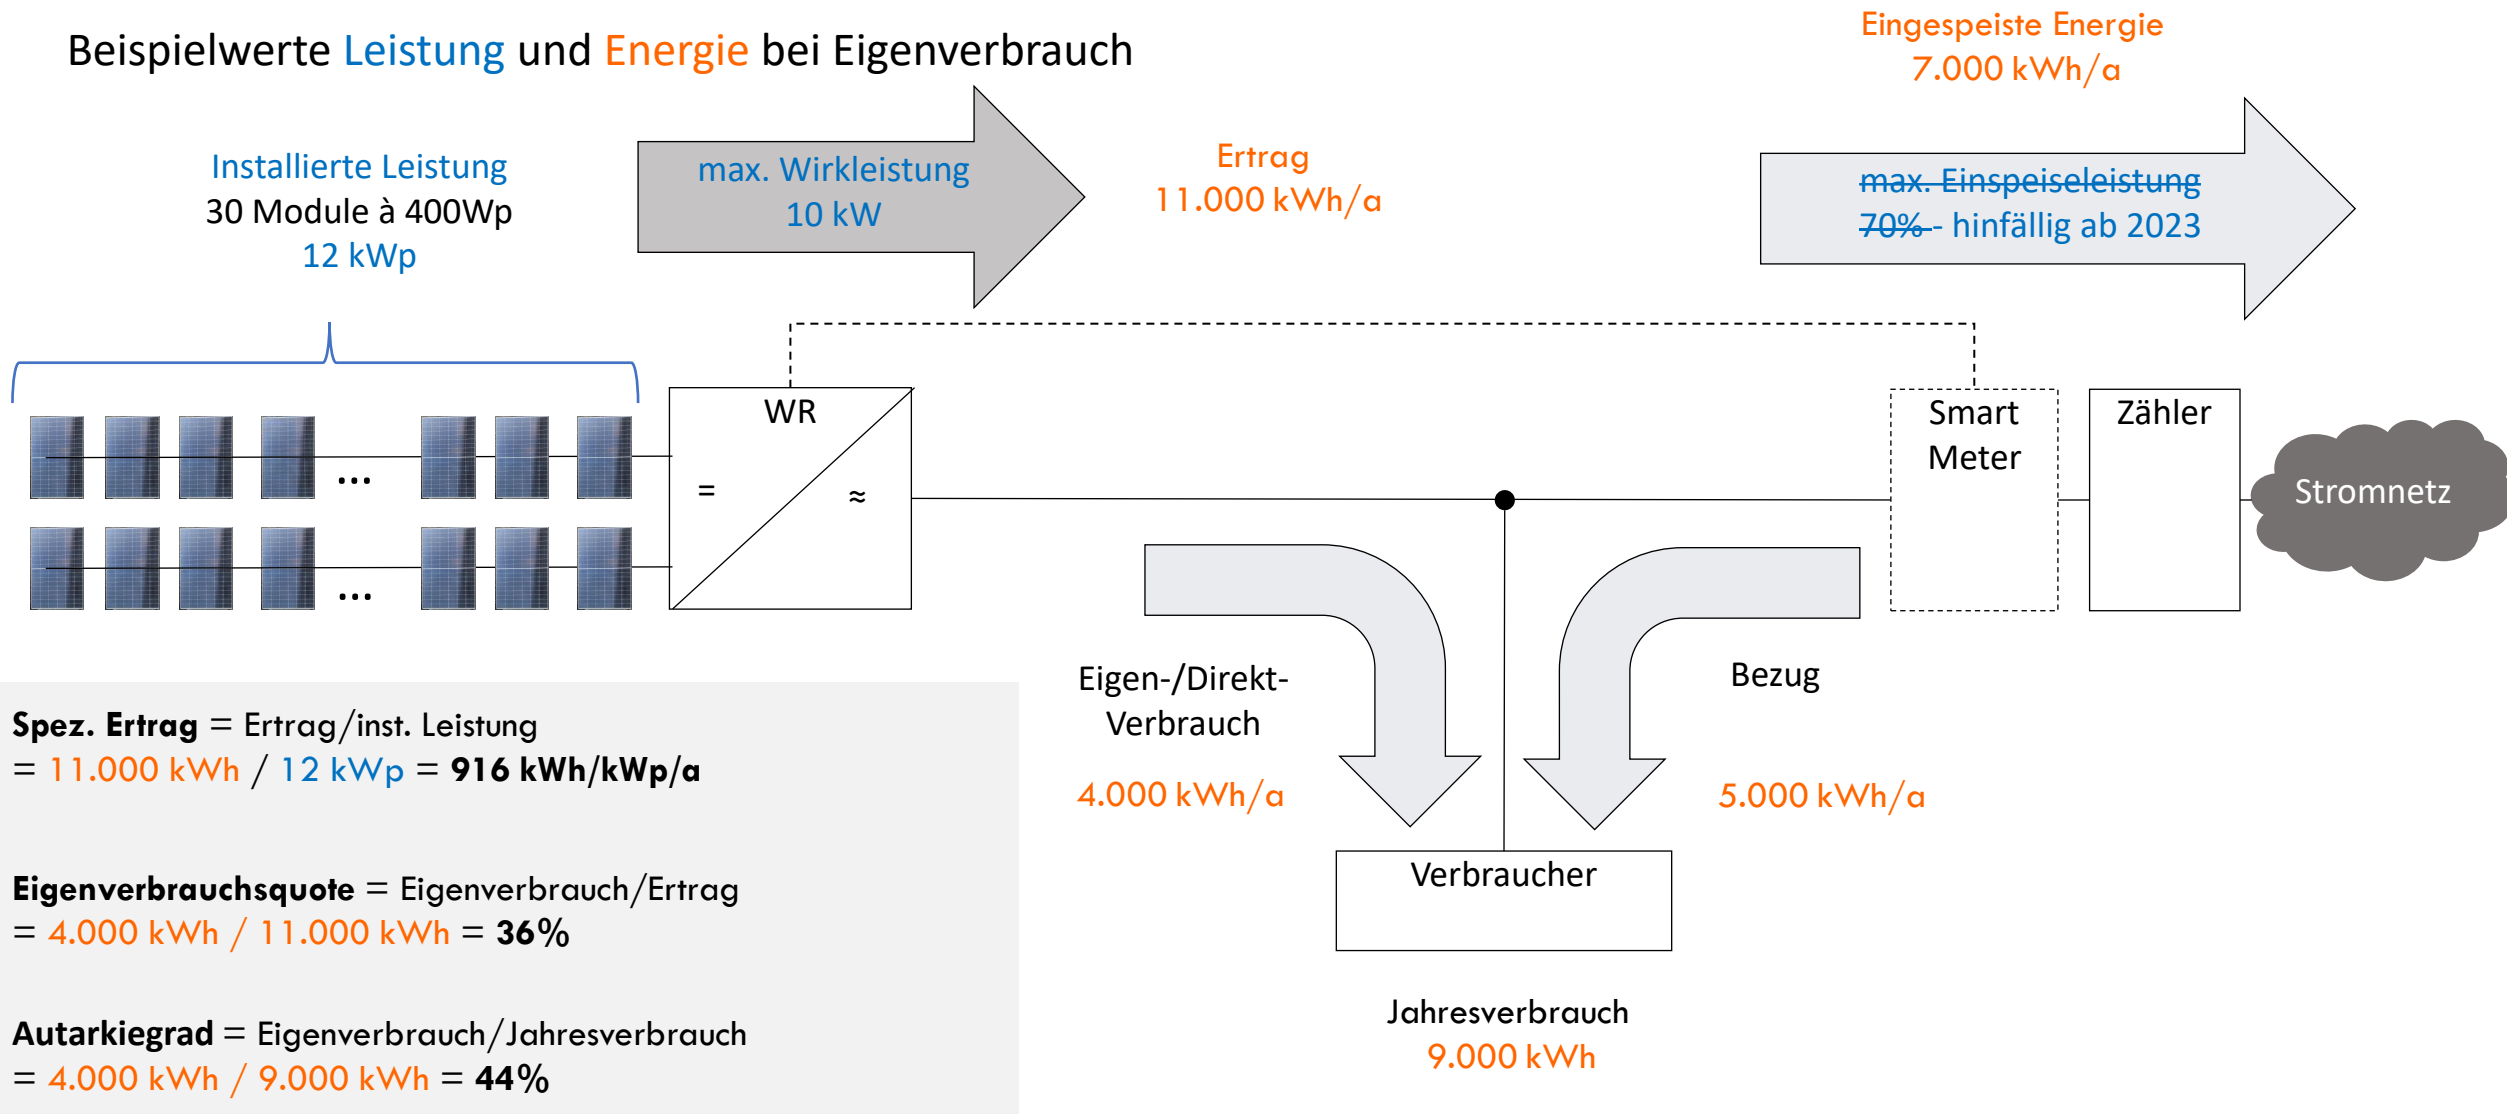 Beispielwerte Leistung und Energie bei Eigenverbrauch
Eingespeiste Energie
7.000 kWh/a
Installierte Leistung
30 Module à 400Wp
12 kWp
max. Wirkleistung
10 kW
Ertrag
11.000 kWh/a
max. Einspeiseleistung
70% - hinfällig ab 2023
WR
=
≈
...
...
Smart
Meter
Zähler
Stromnetz
Eigen-/Direkt-
Verbrauch
4.000 kWh/a
Bezug
5.000 kWh/a
Verbraucher
Jahresverbrauch
9.000 kWh
Spez. Ertrag = Ertrag/inst. Leistung
= 11.000 kWh / 12 kWp = 916 kWh/kWp/a
Eigenverbrauchsquote = Eigenverbrauch/Ertrag
= 4.000 kWh / 11.000 kWh = 36%
Autarkiegrad = Eigenverbrauch/Jahresverbrauch
= 4.000 kWh / 9.000 kWh = 44%